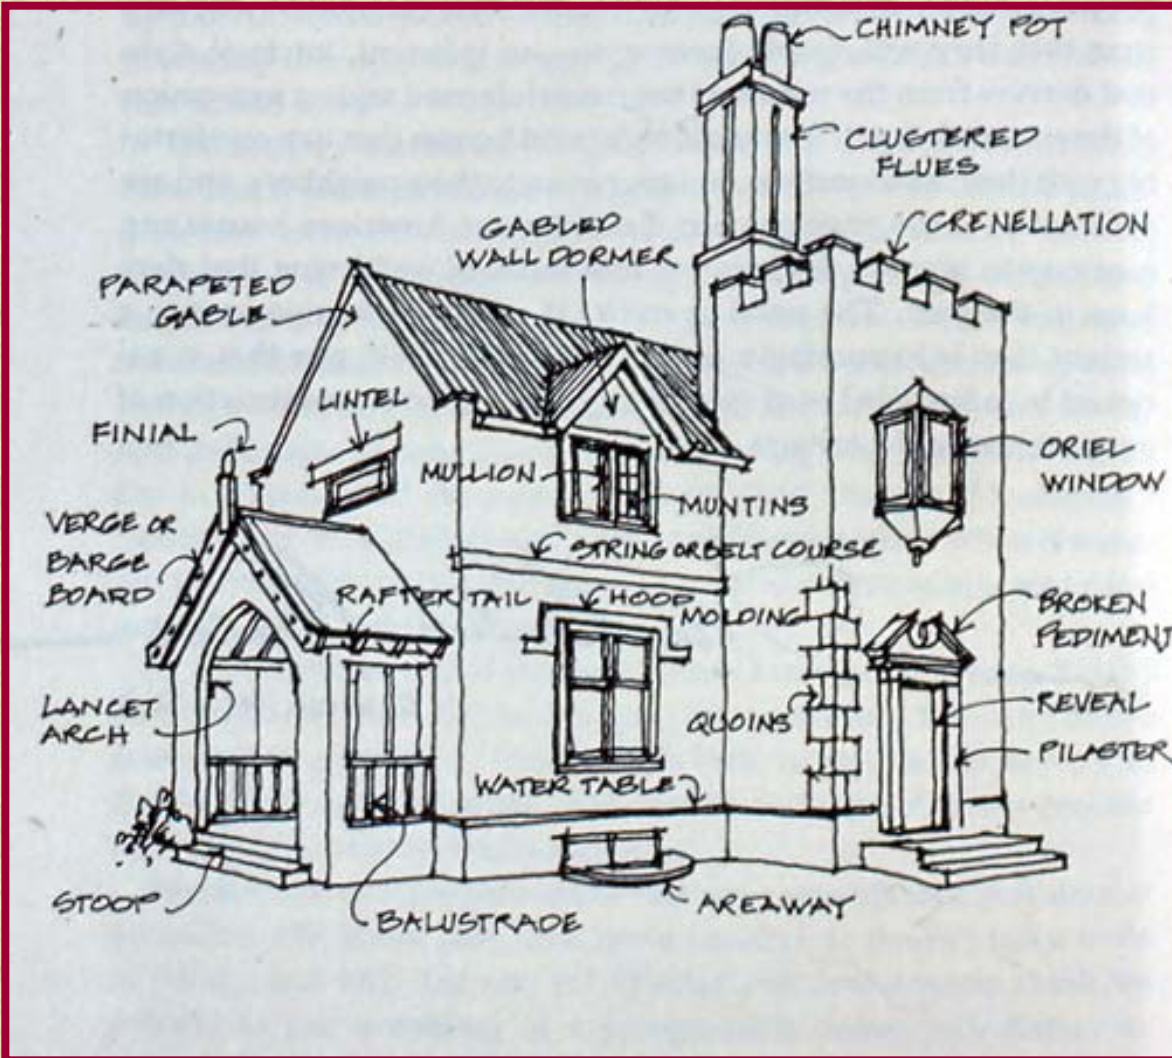 CHIMNEY POT
CLUSTERED
FLUES
GABLED
WALL DORMER
CRENELLATION
PARAPETED
GABLE
LINTEL
FINIAL
MULLION
MUNTINS
ORIEL
WINDOW
VERGE OR
BARGE
BOARD
STRING OR BELT COURSE
RAFTER TAIL
HOOD
MOLDING
BROKEN
PEDIMENT
LANCET
ARCH
QUOINS
REVEAL
PILASTER
WATER TABLE
STOOP
BALUSTRADE
AREAWAY